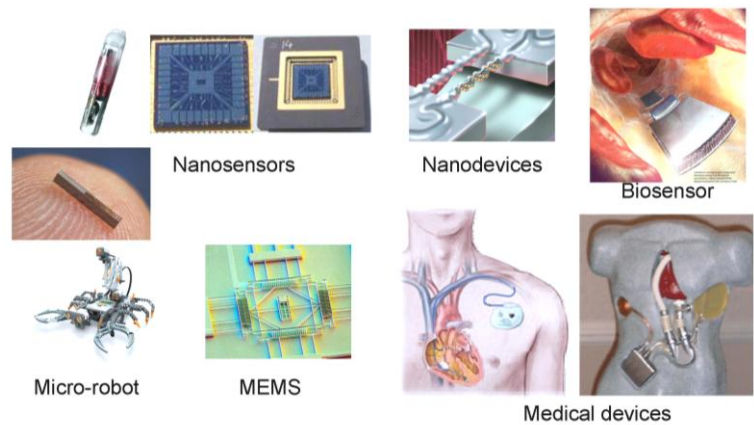 Nanosensors
Nanodevices
Biosensor
Micro-robot
MEMS
Medical devices